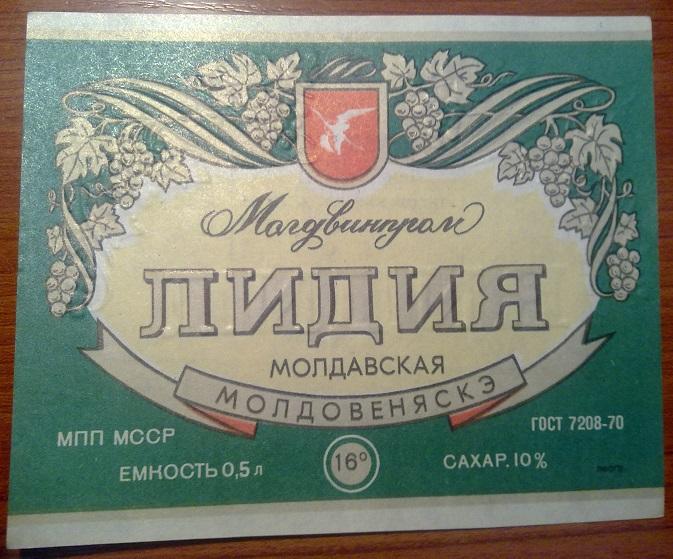 Молдвинпром
ЛИДИЯ
МОЛДАВСКАЯ
МОЛДОВЕНЯСКЭ
ГОСТ 7208-70
МПП МССР
ЕМКОСТЬ 0,5 л
16°
САХАР. 10%